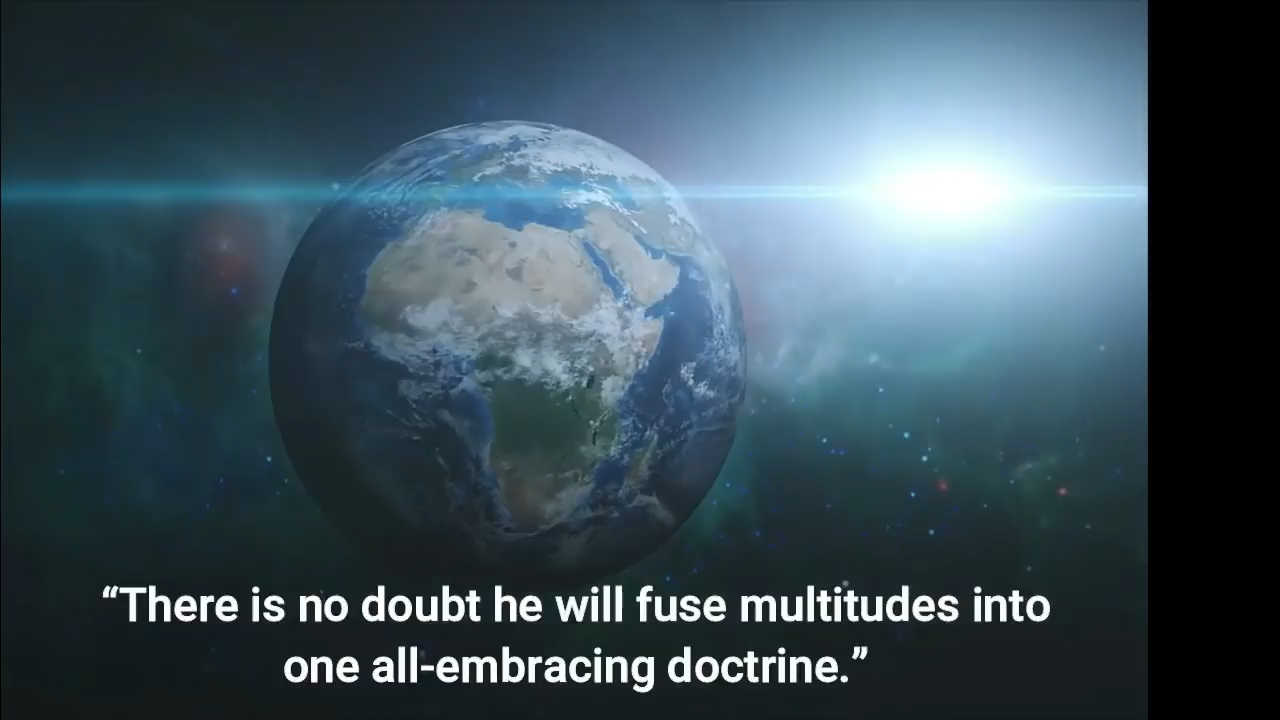 “There is no doubt he will fuse multitudes into
one all-embracing doctrine.”